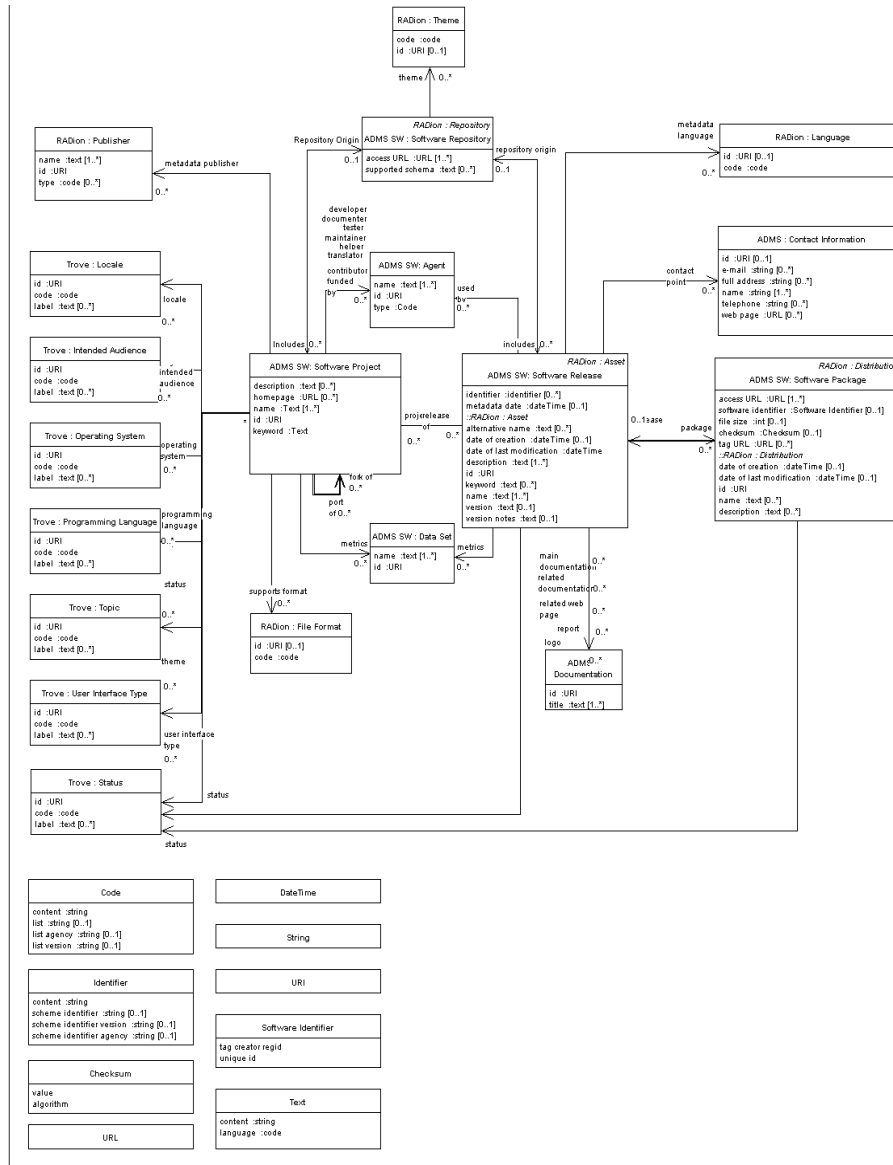 RADion : Theme
code :code
id :URI [0..1]
theme 0..*
RADion : Repository
ADMS SW : Software Repository
access URL :URL [1..*]
supported schema :text [0..*]
Repository Origin
0..1
repository origin
0..1
RADion : Publisher
name :text [1..*]
id :URI
type :code [0..*]
metadata publisher
0..*
metadata
language
0..*
RADion : Language
id :URI [0..1]
code :code
developer
documenter
tester
maintainer
helper
translator
contributor
funded
by
0..*
ADMS SW: Agent
name :text [1..*]
id :URI
type :Code
used
by
0..*
contact
point
0..*
ADMS : Contact Information
id :URI [0..1]
e-mail :string [0..*]
full address :string [0..*]
name :string [1..*]
telephone :string [0..*]
web page :URL [0..*]
Trove : Locale
id :URI
code :code
label :text [0..*]
locale
0..*
Trove : Intended Audience
id :URI
code :code
label :text [0..*]
intended
audience
0..*
Includes 0..*
ADMS SW: Software Project
description :text [0..*]
homepage :URL [0..*]
name :Text [1..*]
id :URI
keyword :Text
*
includes 0..*
RADion : Asset
ADMS SW: Software Release
identifier :identifier [0..*]
metadata date :dateTime [0..1]
::RADion : Asset
alternative name :text [0..*]
date of creation :dateTime [0..1]
date of last modification :dateTime
description :text [1..*]
id :URI
keyword :text [0..*]
name :text [1..*]
version :text [0..1]
version notes :text [0..1]
release
of
0..*
0..*
0..1
package
0..*
RADion : Distributio
ADMS SW: Software Package
access URL :URL [1..*]
software identifier :Software Identifier [0..1]
file size :int [0..1]
checksum :Checksum [0..1]
tag URL :URL [0..*]
::RADion : Distribution
date of creation :dateTime [0..1]
date of last modification :dateTime [0..1]
id :URI
name :text [0..*]
description :text [0..*]
Trove : Operating System
id :URI
code :code
label :text [0..*]
operating
system
0..*
fork of
0..*
port
of 0..*
Trove : Programming Language
id :URI
code :code
label :text [0..*]
programming
language
0..*
status
0..*
metrics
0..*
ADMS SW : Data Set
name :text [1..*]
id :URI
metrics
0..*
main
documentation
0..*
related
documentation
0..*
related web
page
0..*
report
0..*
logo
0..*
Trove : Topic
id :URI
code :code
label :text [0..*]
theme
0..*
supports format
0..*
RADion : File Format
id :URI [0..1]
code :code
ADMS
Documentation
id :URI
title :text [1..*]
Trove : User Interface Type
id :URI
code :code
label :text [0..*]
user interface
type
0..*
Trove : Status
id :URI
code :code
label :text [0..*]
status
status
Code
content :string
list :string [0..1]
list agency :string [0..1]
list version :string [0..1]
DateTime
String
Identifier
content :string
scheme identifier :string [0..1]
scheme identifier version :string [0..1]
scheme identifier agency :string [0..1]
URI
Software Identifier
tag creator regid
unique id
Checksum
value
algorithm
Text
content :string
language :code
URL